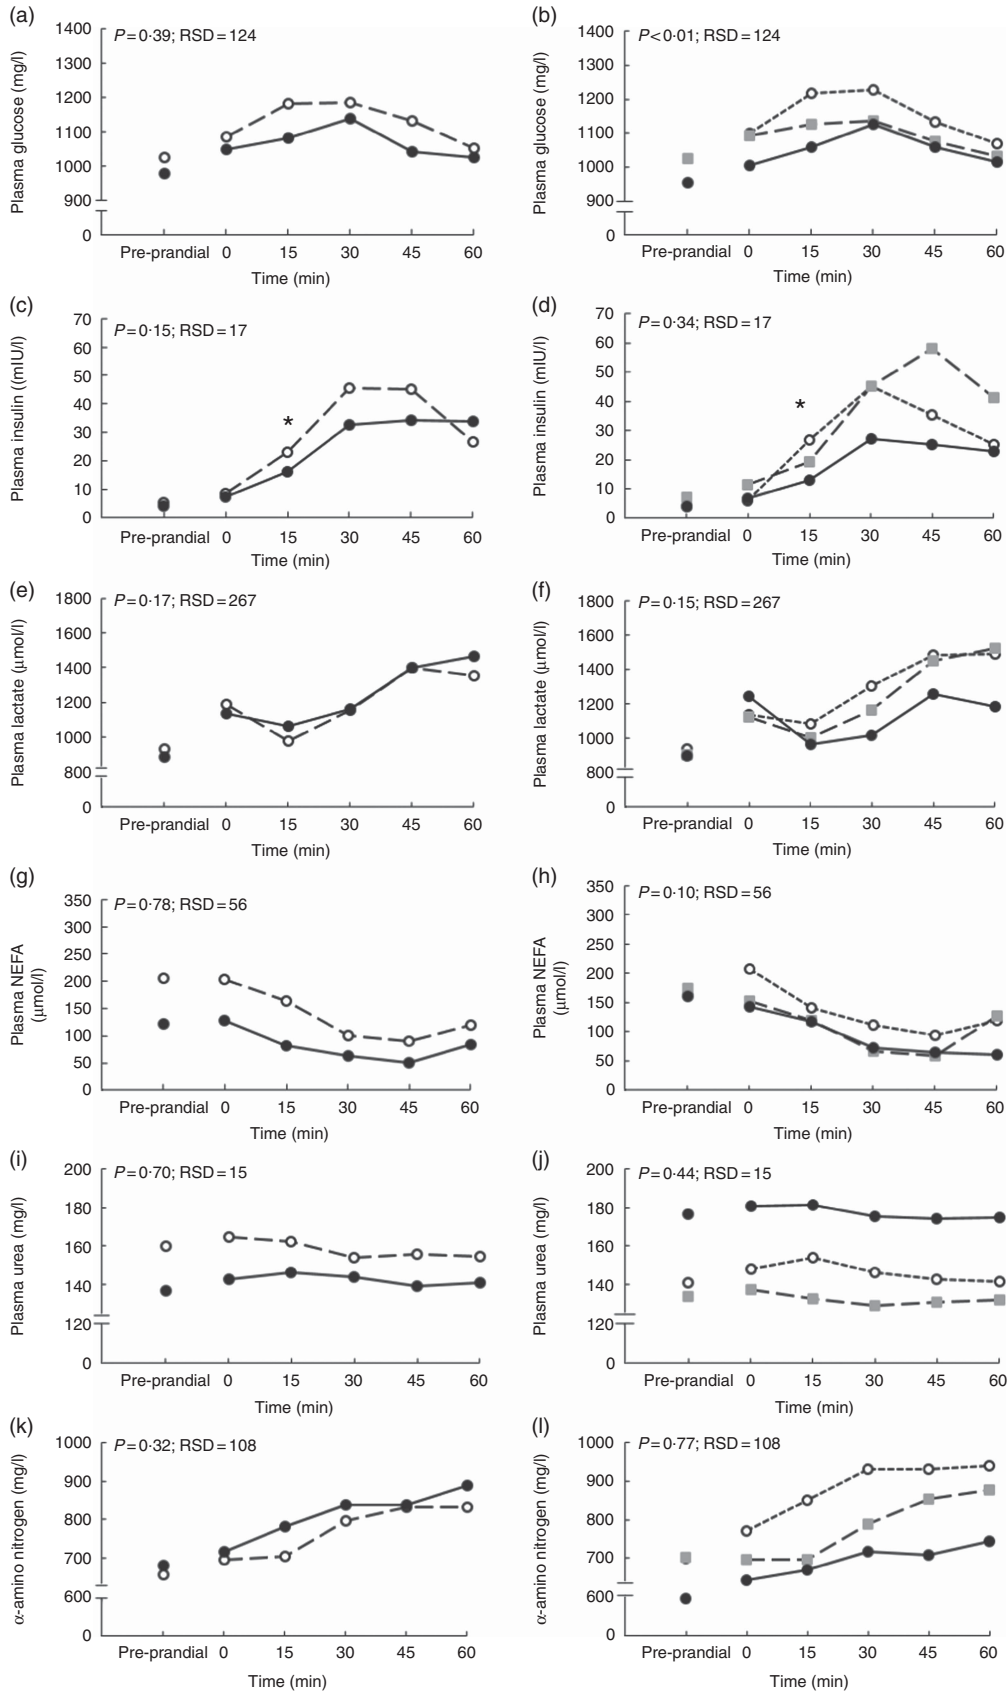 (a)
P=0·39; RSD=124
Plasma glucose (mg/l)
1400
1300
1200
1100
1000
900
0
Pre-prandial 0 15 30 45 60
Time (min)
(b)
P<0·01; RSD=124
Plasma glucose (mg/l)
1400
1300
1200
1100
1000
900
0
Pre-prandial 0 15 30 45 60
Time (min)
(c)
P=0·15; RSD=17
Plasma insulin ((mIU/l)
70
60
50
40
30
20
10
0
*
Pre-prandial 0 15 30 45 60
Time (min)
(d)
P=0·34; RSD=17
Plasma insulin (mIU/l)
70
60
50
40
30
20
10
0
*
Pre-prandial 0 15 30 45 60
Time (min)
(e)
P=0·17; RSD=267
Plasma lactate (μmol/l)
1800
1600
1400
1200
1000
800
0
Pre-prandial 0 15 30 45 60
Time (min)
(f)
P=0·15; RSD=267
Plasma lactate (μmol/l)
1800
1600
1400
1200
1000
800
0
Pre-prandial 0 15 30 45 60
Time (min)
(g)
P=0·78; RSD=56
Plasma NEFA
(μmol/l)
350
300
250
200
150
100
50
0
Pre-prandial 0 15 30 45 60
Time (min)
(h)
P=0·10; RSD=56
Plasma NEFA
(μmol/l)
350
300
250
200
150
100
50
0
Pre-prandial 0 15 30 45 60
Time (min)
(i)
P=0·70; RSD=15
Plasma urea (mg/l)
200
180
160
140
120
0
Pre-prandial 0 15 30 45 60
Time (min)
(j)
P=0·44; RSD=15
Plasma urea (mg/l)
200
180
160
140
120
0
Pre-prandial 0 15 30 45 60
Time (min)
(k)
P=0·32; RSD=108
α-amino nitrogen (mg/l)
1000
900
800
700
600
0
Pre-prandial 0 15 30 45 60
Time (min)
(l)
P=0·77; RSD=108
α-amino nitrogen (mg/l)
1000
900
800
700
600
0
Pre-prandial 0 15 30 45 60
Time (min)